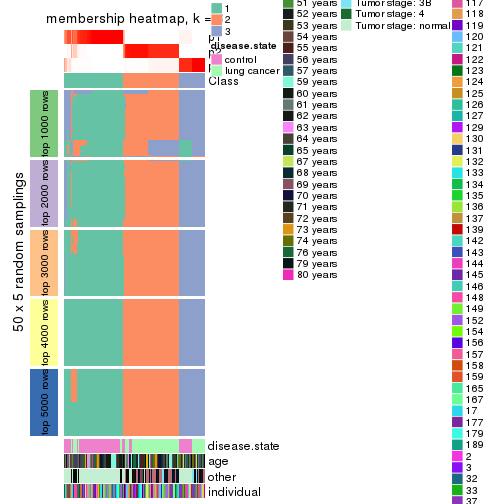 membership heatmap, k =
1
2
3
disease.state
control
lung cancer
Class
50 x 5 random samplings
top 1000 rows
top 2000 rows
top 3000 rows
top 4000 rows
top 5000 rows
disease.state
age
other
individual
51 years
52 years
53 years
54 years
55 years
56 years
57 years
59 years
60 years
61 years
62 years
63 years
64 years
65 years
67 years
68 years
69 years
70 years
71 years
72 years
73 years
74 years
76 years
79 years
80 years
Tumor stage: 3B
Tumor stage: 4
Tumor stage: normal
117
118
119
120
121
122
123
124
125
126
127
129
130
131
132
133
134
135
136
137
139
142
143
144
145
146
148
149
152
154
156
157
158
159
165
167
17
177
179
189
2
3
32
33
37